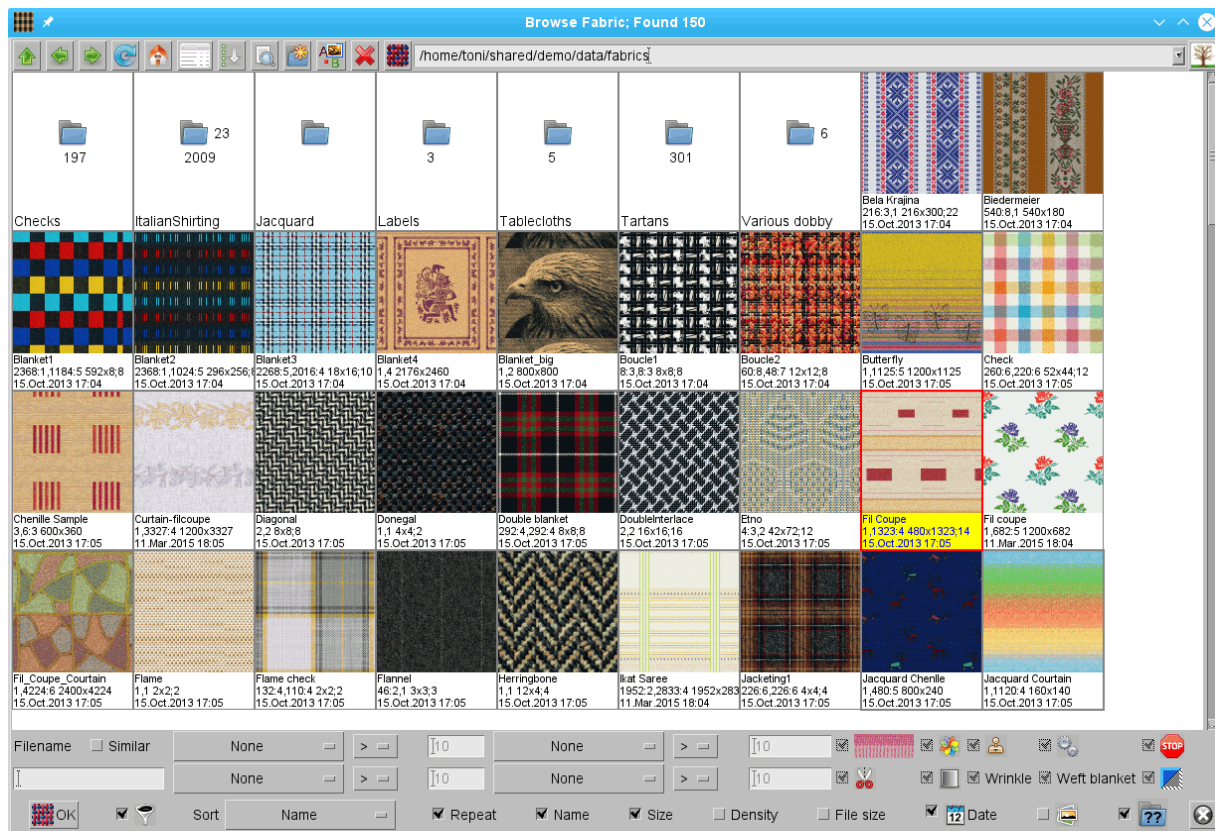 Browse Fabric; Found 150
/home/toni/shared/demo/data/fabrics
197
23
2009
3
5
301
6
Checks
ItalianShirting
Jacquard
Labels
Tablecloths
Tartans
Various dobby
Bela Krajina
216:3,1 216x300;22
15.Oct.2013 17:04
Biedermeier
540:8,1 540x180
15.Oct.2013 17:04
Blanket1
2368:1,1184:5 592x8;8
15.Oct.2013 17:04
Blanket2
2368:1,1024:5 296x256;8
15.Oct.2013 17:04
Blanket3
2268:5,2016:4 18x16;10
15.Oct.2013 17:04
Blanket4
1,4 2176x2460
15.Oct.2013 17:04
Blanket_big
1,2 800x800
15.Oct.2013 17:04
Boucle1
8:3,8:3 8x8;8
15.Oct.2013 17:04
Boucle2
60:8,48:7 12x12;8
15.Oct.2013 17:04
Butterfly
1,1125:5 1200x1125
15.Oct.2013 17:04
Check
260:6,220:6 52x44;12
15.Oct.2013 17:05
Chenille Sample
3,6:3 600x360
15.Oct.2013 17:05
Curtain-filcoupe
1,3327:4 1200x3327
11.Mar.2015 18:04
Diagonal
2,2 8x8;8
15.Oct.2013 17:05
Donegal
1,1 4x4;2
15.Oct.2013 17:05
Double blanket
292:4,292:4 8x8;8
15.Oct.2013 17:05
DoubleInterlace
2,2 16x16;16
15.Oct.2013 17:05
Etno
4:3,2 42x72;12
15.Oct.2013 17:05
Fil Coupe
1,1323:4 480x1323;14
15.Oct.2013 17:05
Fil coupe
1,682:5 1200x682
11.Mar.2015 18:04
Fil_Coupe_Courtain
1,4224:6 2400x4224
15.Oct.2013 17:05
Flame
1,1 2x2;2
15.Oct.2013 17:05
Flame check
132:4,110:4 2x2;2
15.Oct.2013 17:05
Flannel
46:2,1 3x3;3
15.Oct.2013 17:05
Herringbone
1,1 12x4;4
15.Oct.2013 17:05
Ikat Saree
1952:2,2833:4 1952x283
11.Mar.2015 18:04
Jacketing1
226:6,226:6 4x4;4
15.Oct.2013 17:05
Jacquard Chenlle
1,480:5 800x240
15.Oct.2013 17:05
Jacquard Courtain
1,1120:4 160x140
15.Oct.2013 17:05
Filename Similar None > 10 None > 10 STOP
None > 10 None > 10 Wrinkle Weft blanket
OK Sort Name Repeat Name Size Density File size 12 Date ??